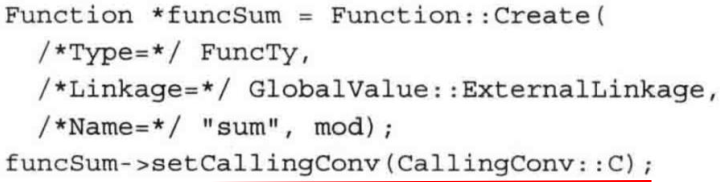 Function *funcSum = Function::Create(
  /*Type=*/ FuncTy,
  /*Linkage=*/ GlobalValue::ExternalLinkage,
  /*Name=*/ "sum", mod);
funcSum->setCallingConv(CallingConv::C);